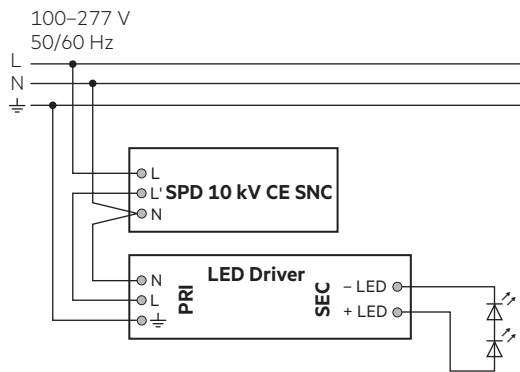 100–277 V
50/60 Hz
L
N
L
L' SPD 10 kV CE SNC
N
LED Driver
N
L
PRI
SEC
– LED
+ LED